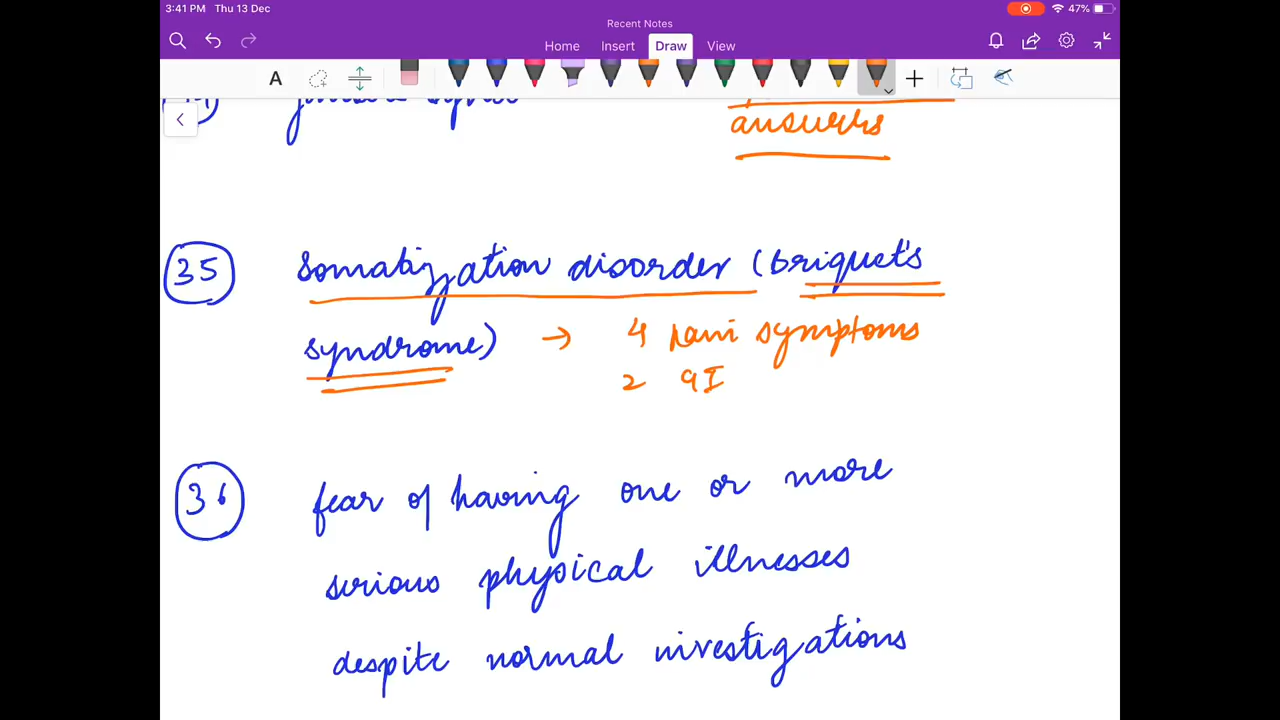 3:41 PM Thu 13 Dec
47%
Recent Notes
Home Insert Draw View
A
answers
35 Somatization disorder (briquet's
syndrome) → 4 pain symptoms
2 GI
36 fear of having one or more
serious physical illnesses
despite normal investigations